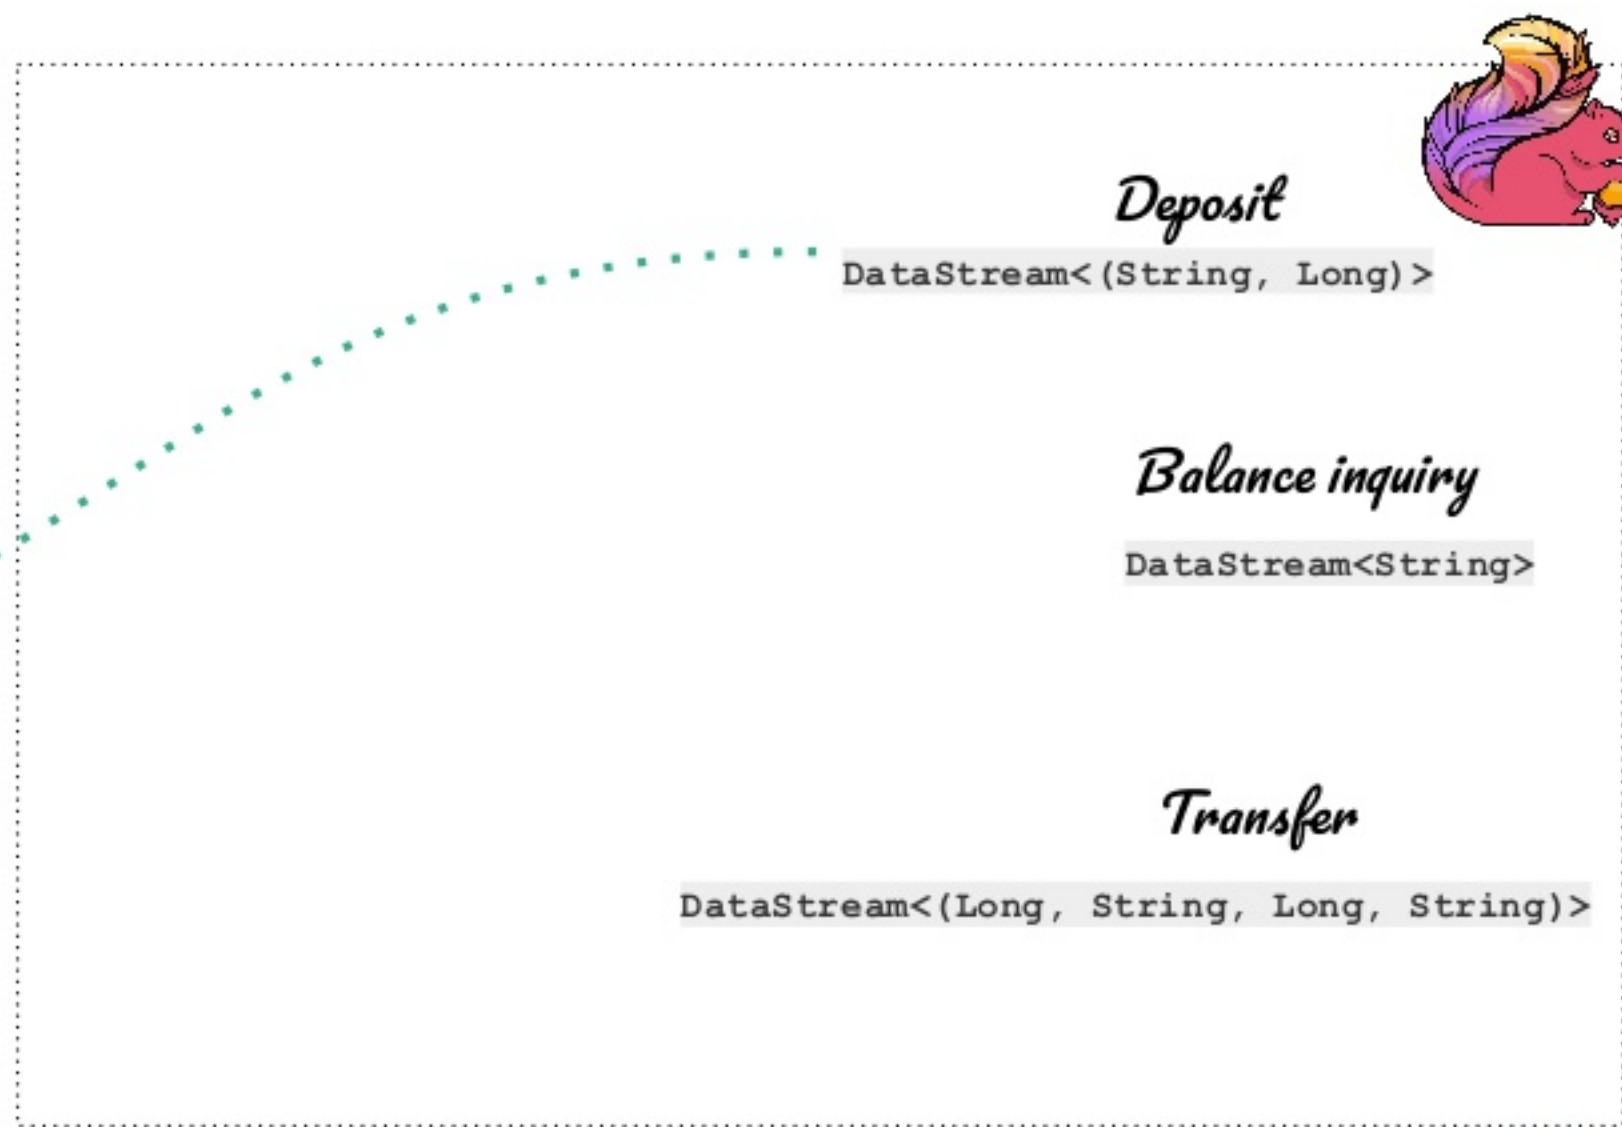 Deposit
DataStream<(String, Long)>
Balance inquiry
DataStream<String>
Transfer
DataStream<(Long, String, Long, String)>